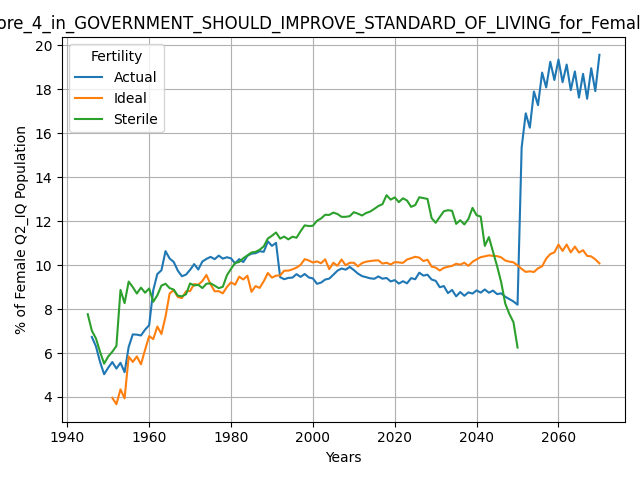 ore_4_in_GOVERNMENT_SHOULD_IMPROVE_STANDARD_OF_LIVING_for_Femal
Fertility
Actual
Ideal
Sterile
% of Female Q2_IQ Population
20
18
16
14
12
10
8
6
4
1940 1960 1980 2000 2020 2040 2060
Years